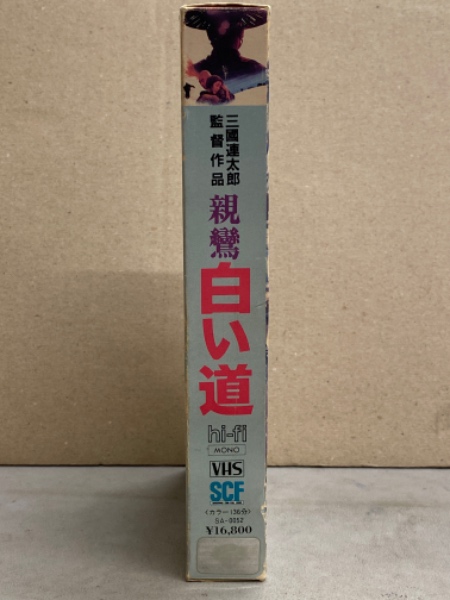 三國連太郎
監督作品
親鸞
白い道
hi-fi
MONO
VHS
SCF
〈カラー136分〉
SA-0052
¥16,800